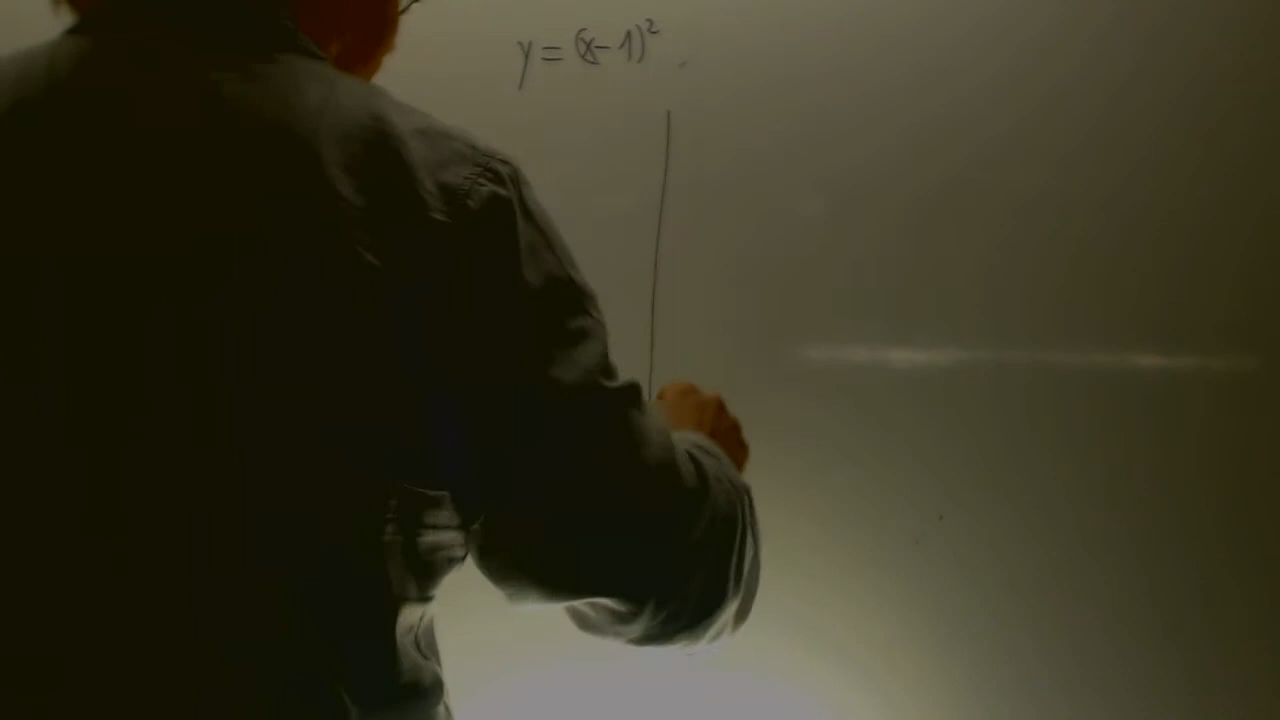 y = (x-1)²